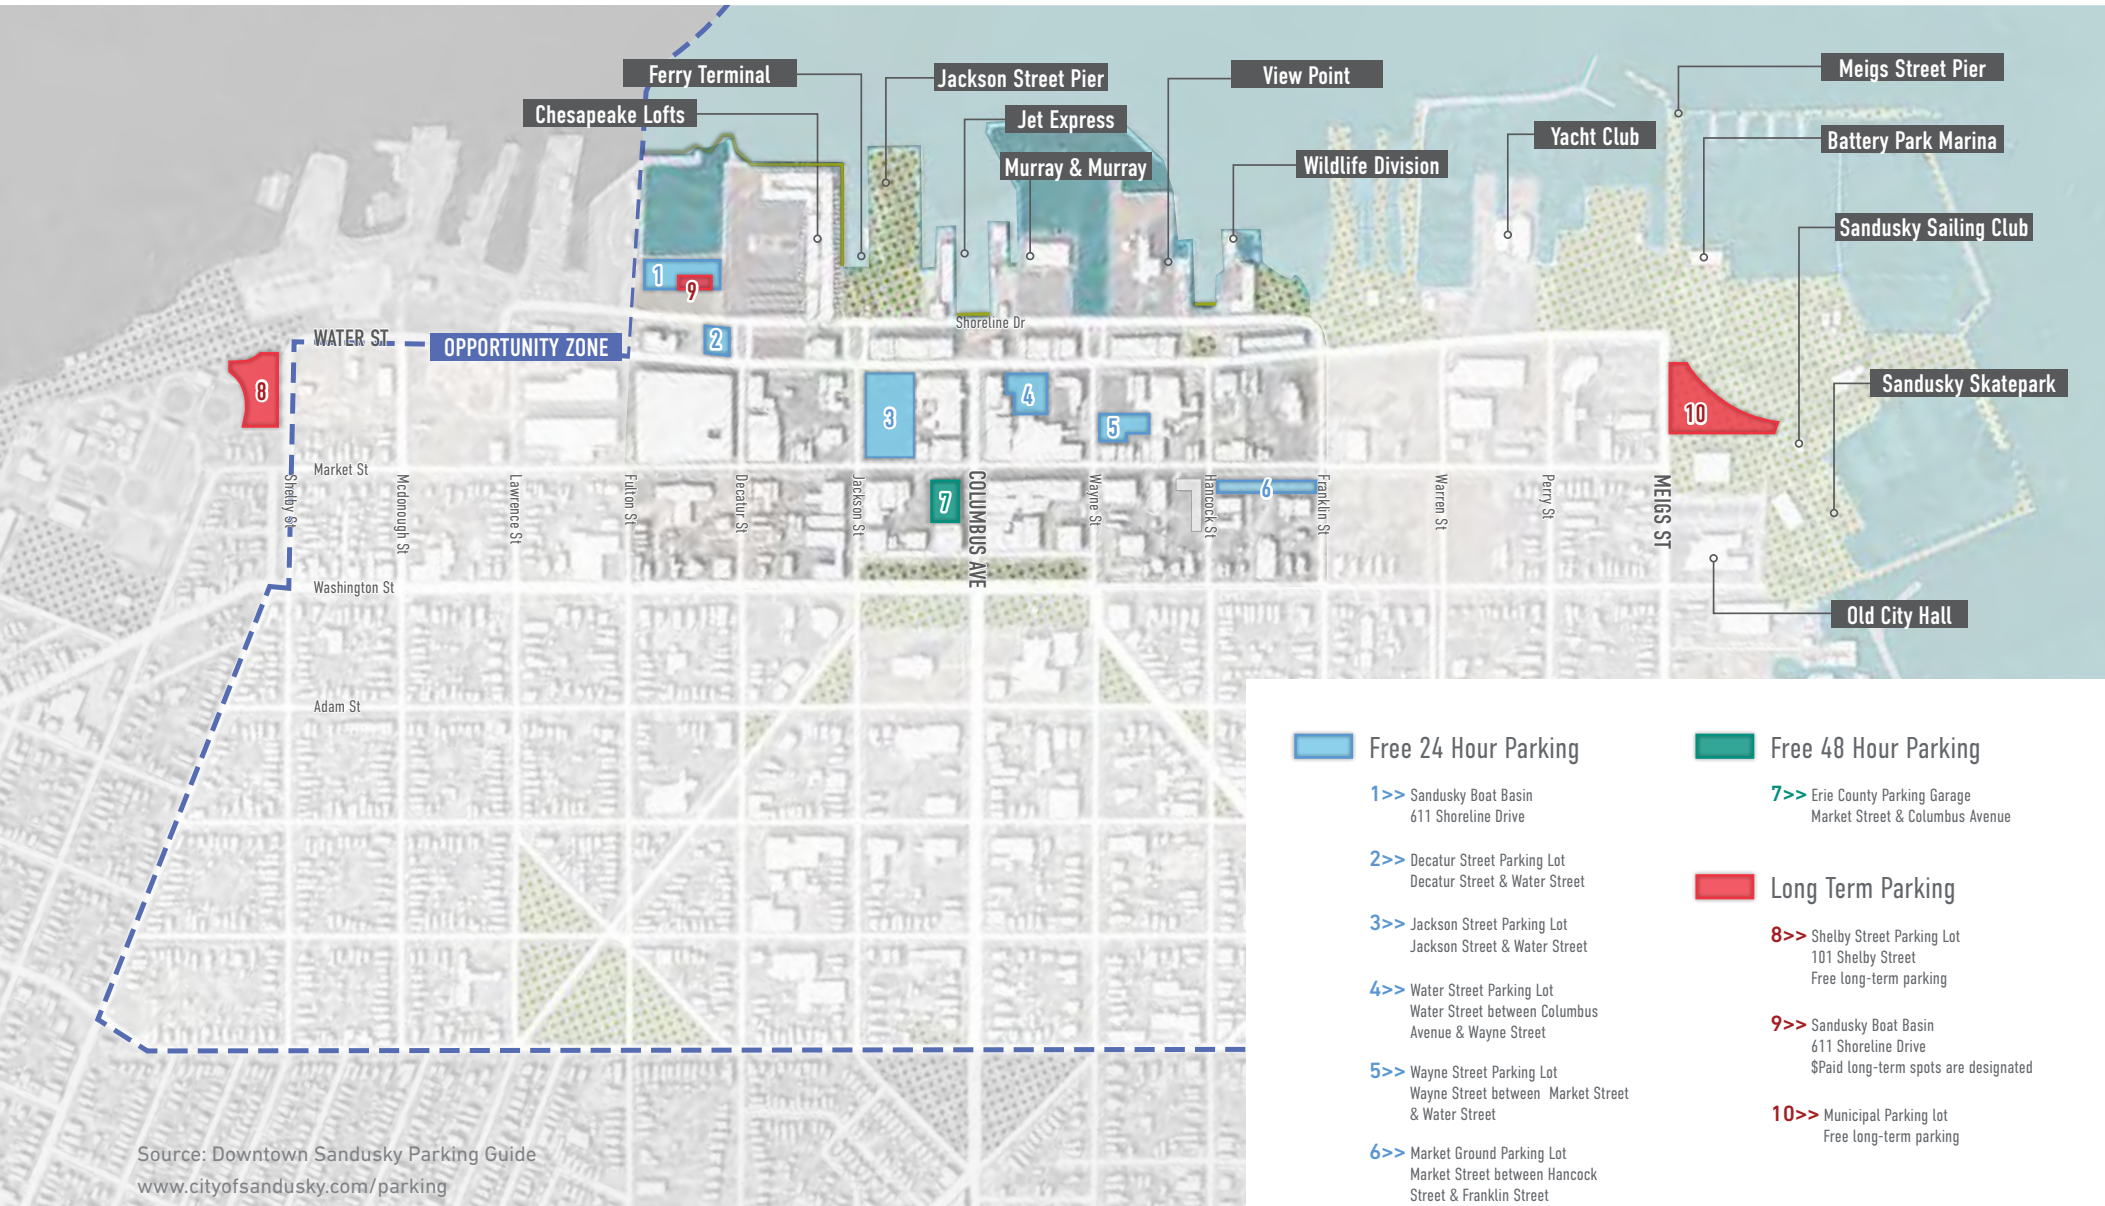 Ferry Terminal
Jackson Street Pier
View Point
Meigs Street Pier
Chesapeake Lofts
Jet Express
Yacht Club
Battery Park Marina
Murray & Murray
Wildlife Division
Sandusky Sailing Club
Sandusky Skatepark
Old City Hall
1
9
2
Shoreline Dr
WATER ST
OPPORTUNITY ZONE
8
3
4
5
10
Market St
Shelby St
Mcdonough St
Lawrence St
Fulton St
Decatur St
Jackson St
7
COLUMBUS AVE
Wayne St
Hancock St
6
Franklin St
Warren St
Perry St
MEIGS ST
Washington St
Adam St
Free 24 Hour Parking
1>> Sandusky Boat Basin
611 Shoreline Drive
2>> Decatur Street Parking Lot
Decatur Street & Water Street
3>> Jackson Street Parking Lot
Jackson Street & Water Street
4>> Water Street Parking Lot
Water Street between Columbus
Avenue & Wayne Street
5>> Wayne Street Parking Lot
Wayne Street between Market Street
& Water Street
6>> Market Ground Parking Lot
Market Street between Hancock
Street & Franklin Street
Free 48 Hour Parking
7>> Erie County Parking Garage
Market Street & Columbus Avenue
Long Term Parking
8>> Shelby Street Parking Lot
101 Shelby Street
Free long-term parking
9>> Sandusky Boat Basin
611 Shoreline Drive
$Paid long-term spots are designated
10>> Municipal Parking lot
Free long-term parking
Source: Downtown Sandusky Parking Guide
www.cityofsandusky.com/parking